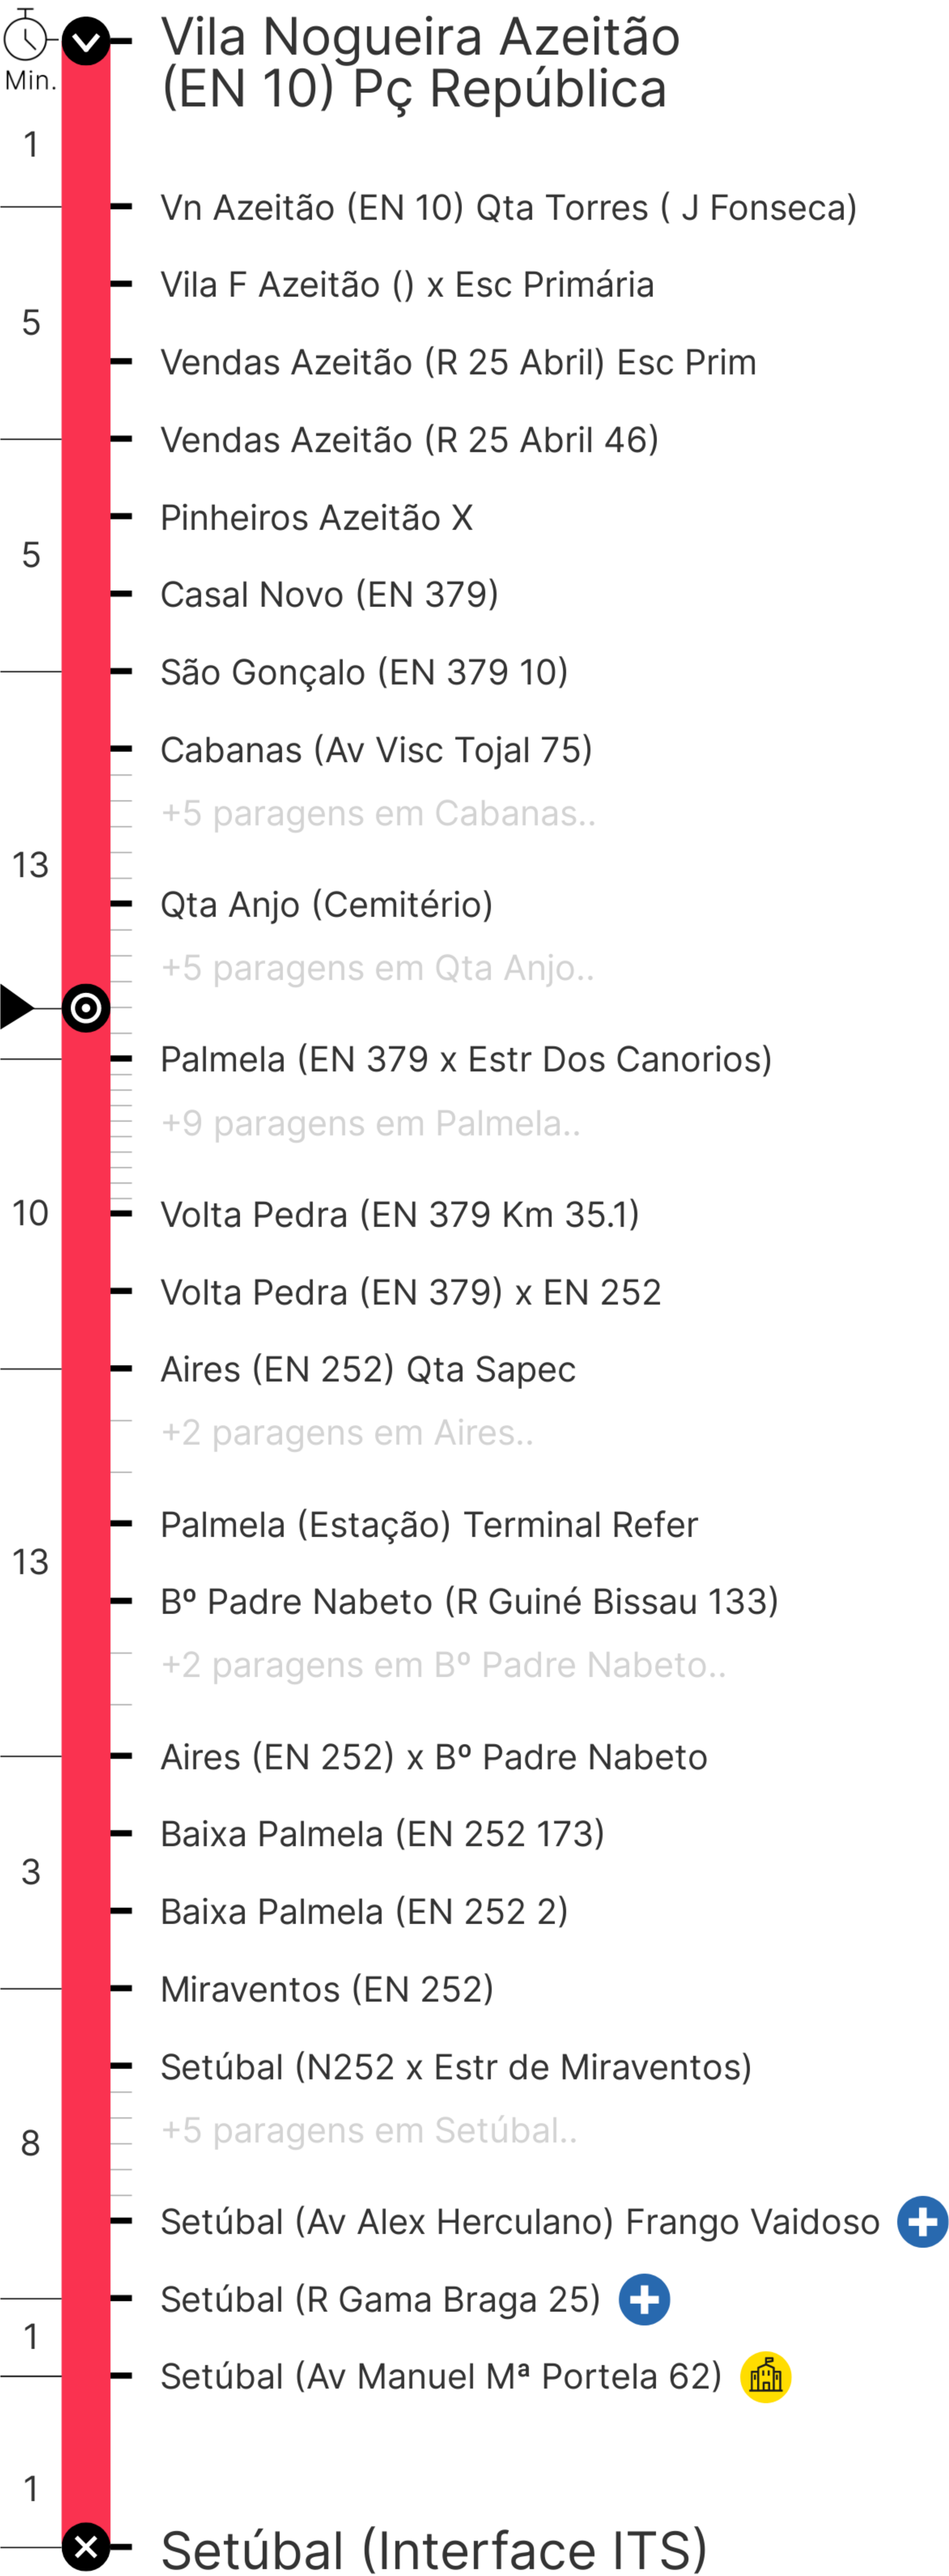 Min.
Vila Nogueira Azeitão
(EN 10) Pç República
1
Vn Azeitão (EN 10) Qta Torres ( J Fonseca)
Vila F Azeitão () x Esc Primária
5
Vendas Azeitão (R 25 Abril) Esc Prim
Vendas Azeitão (R 25 Abril 46)
Pinheiros Azeitão X
5
Casal Novo (EN 379)
São Gonçalo (EN 379 10)
Cabanas (Av Visc Tojal 75)
+5 paragens em Cabanas..
13
Qta Anjo (Cemitério)
+5 paragens em Qta Anjo..
Palmela (EN 379 x Estr Dos Canorios)
+9 paragens em Palmela..
10
Volta Pedra (EN 379 Km 35.1)
Volta Pedra (EN 379) x EN 252
Aires (EN 252) Qta Sapec
+2 paragens em Aires..
Palmela (Estação) Terminal Refer
13
Bº Padre Nabeto (R Guiné Bissau 133)
+2 paragens em Bº Padre Nabeto..
Aires (EN 252) x Bº Padre Nabeto
Baixa Palmela (EN 252 173)
3
Baixa Palmela (EN 252 2)
Miraventos (EN 252)
Setúbal (N252 x Estr de Miraventos)
+5 paragens em Setúbal..
8
Setúbal (Av Alex Herculano) Frango Vaidoso
Setúbal (R Gama Braga 25)
1
Setúbal (Av Manuel Mª Portela 62)
1
Setúbal (Interface ITS)